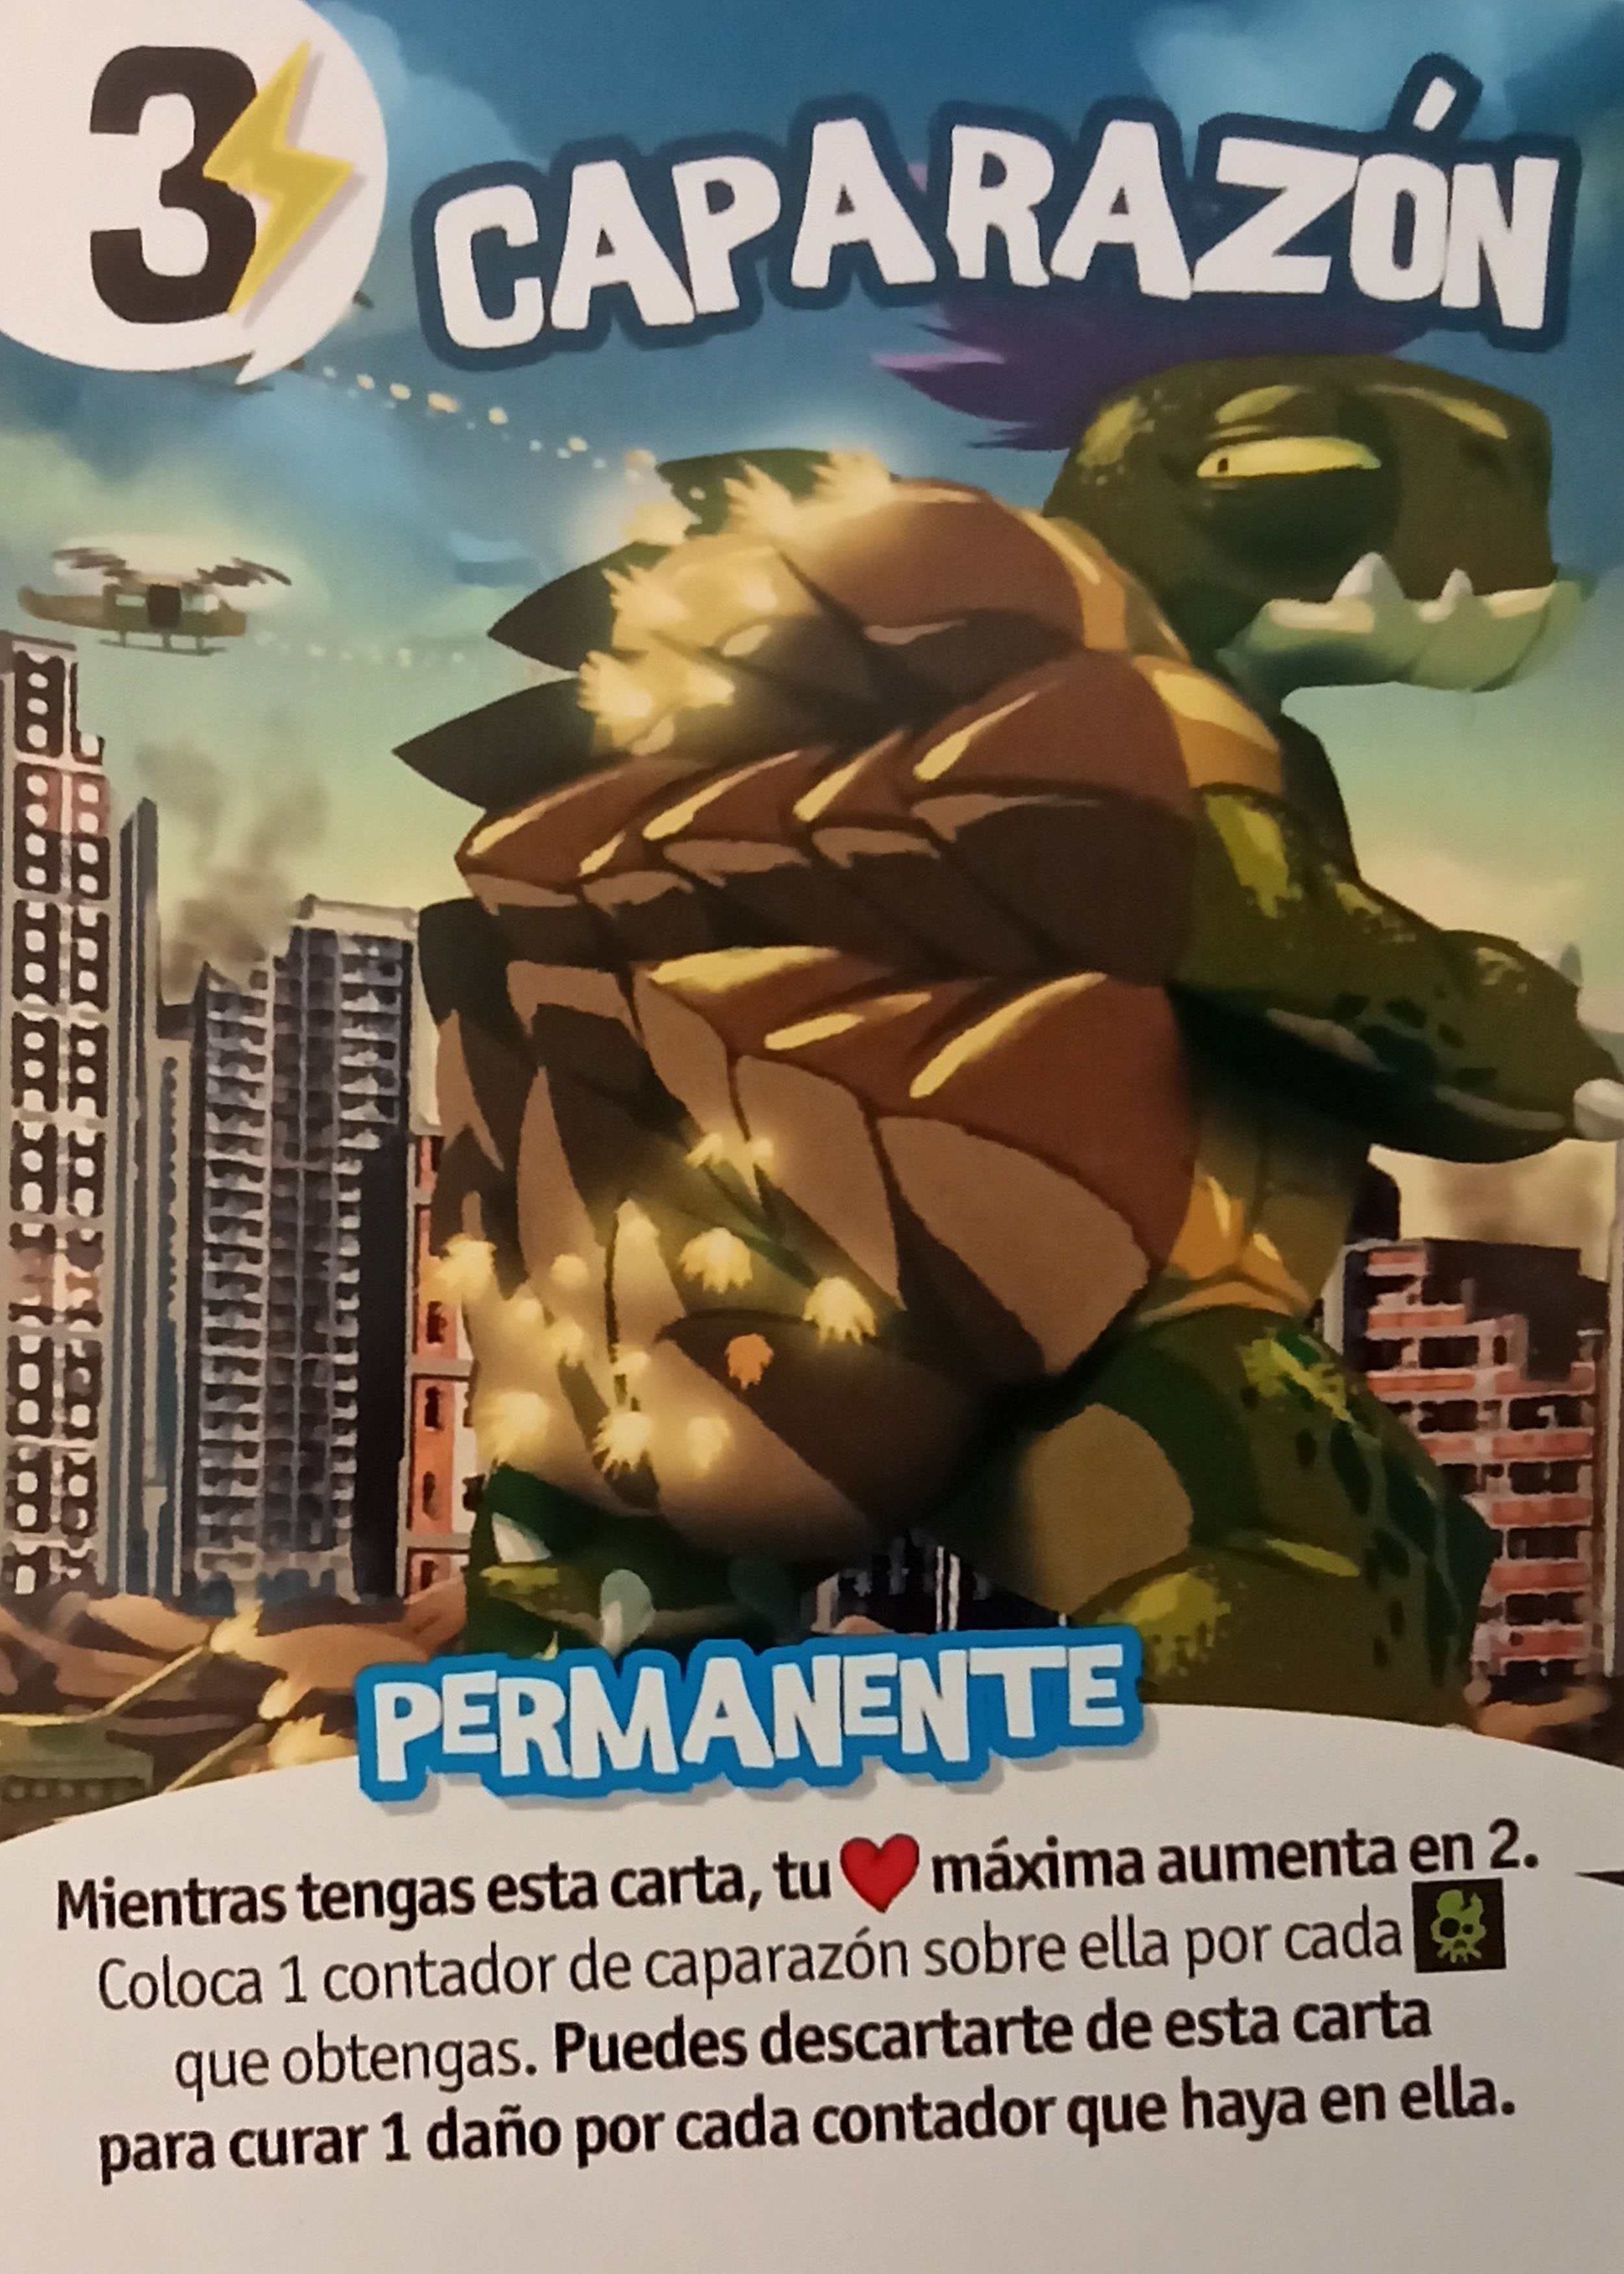 3
CAPARAZÓN
PERMANENTE
Mientras tengas esta carta, tu máxima aumenta en 2.
Coloca 1 contador de caparazón sobre ella por cada
que obtengas. Puedes descartarte de esta carta
para curar 1 daño por cada contador que haya en ella.